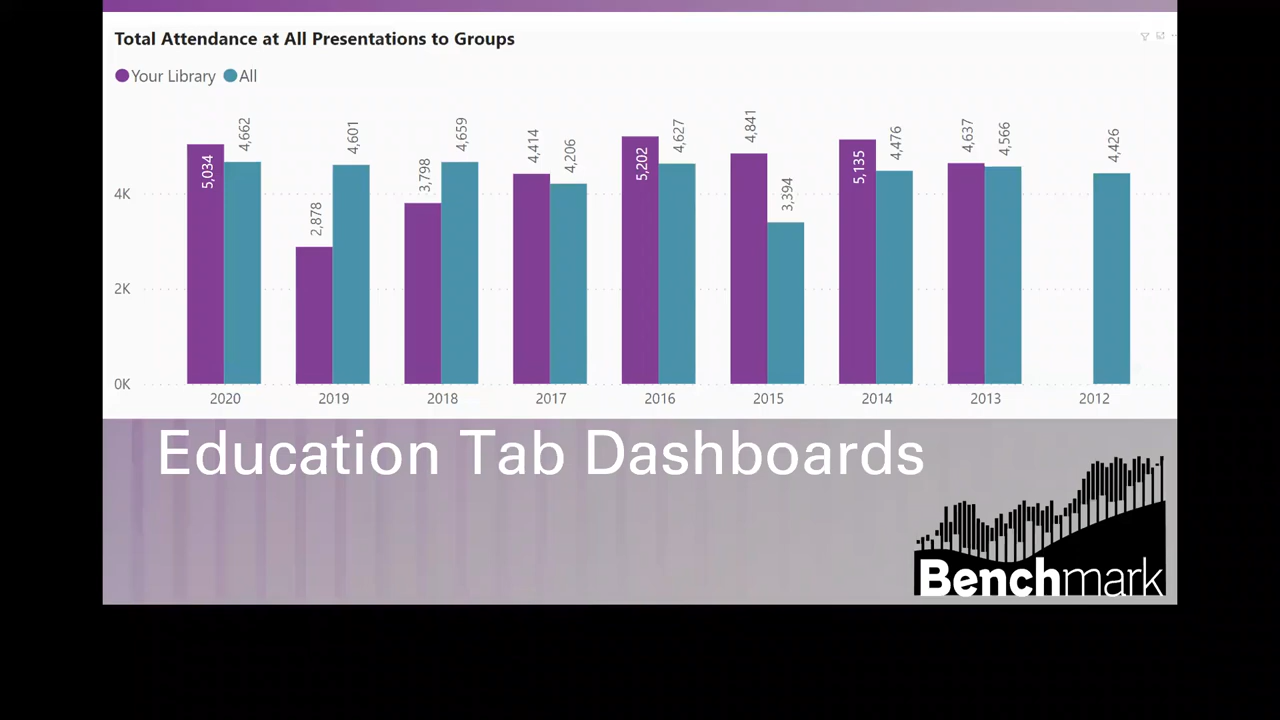 Total Attendance at All Presentations to Groups
Your Library All
5,034 4,662 2,878 4,601 3,798 4,659 4,414 4,206 5,202 4,627 4,841 3,394 5,135 4,476 4,637 4,566 4,426
4K
2K
0K
2020 2019 2018 2017 2016 2015 2014 2013 2012
Education Tab Dashboards
Benchmark